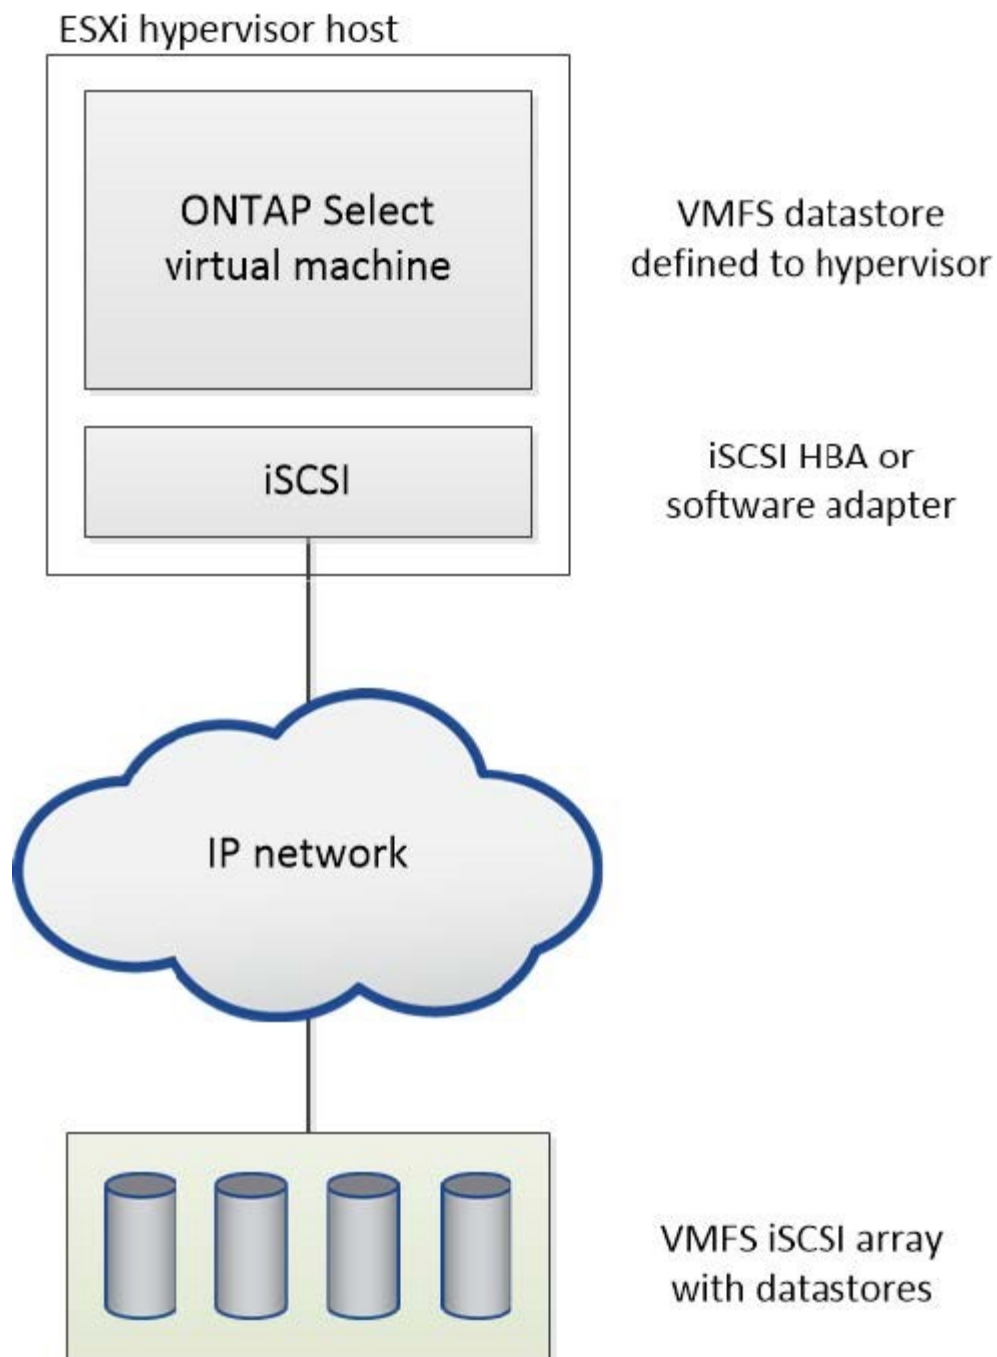 ESXi hypervisor host
ONTAP Select
virtual machine
VMFS datastore
defined to hypervisor
iSCSI
iSCSI HBA or
software adapter
IP network
VMFS iSCSI array
with datastores